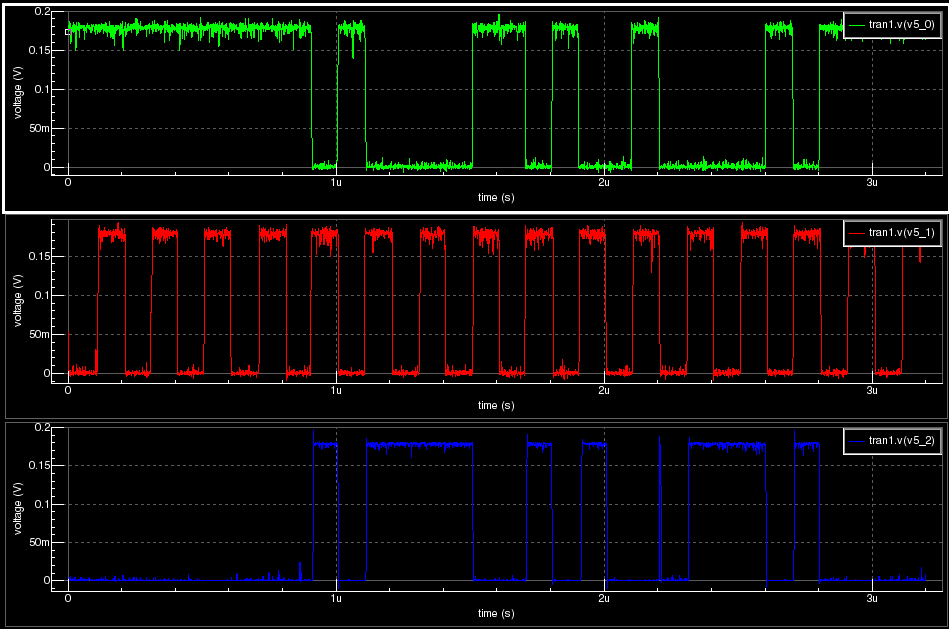 0.2
tran1.v(v5_0)
0.15
voltage (V)
0.1
50m
0
0 1u 2u 3u
time (s)
tran1.v(v5_1)
0.15
voltage (V)
0.1
50m
0
0 1u 2u 3u
time (s)
0.2
tran1.v(v5_2)
0.15
voltage (V)
0.1
50m
0
0 1u 2u 3u
time (s)